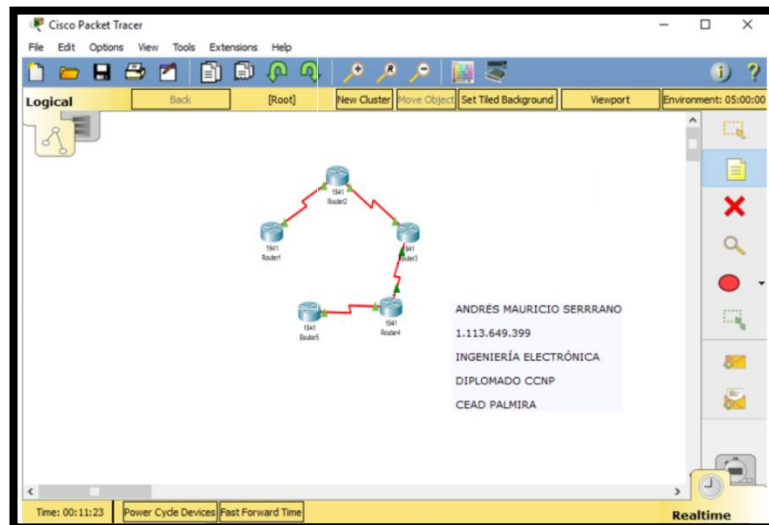 Cisco Packet Tracer
File Edit Options View Tools Extensions Help
Logical Back [Root] New Cluster Move Object Set Tiled Background Viewport Environment: 05:00:00
1941
Router2
1941
Router1
941
Router3
1941
Router5
1941
Router4
ANDRÉS MAURICIO SERRRANO
1.113.649.399
INGENIERÍA ELECTRÓNICA
DIPLOMADO CCNP
CEAD PALMIRA
Time: 00:11:23 Power Cycle Devices Fast Forward Time Realtime